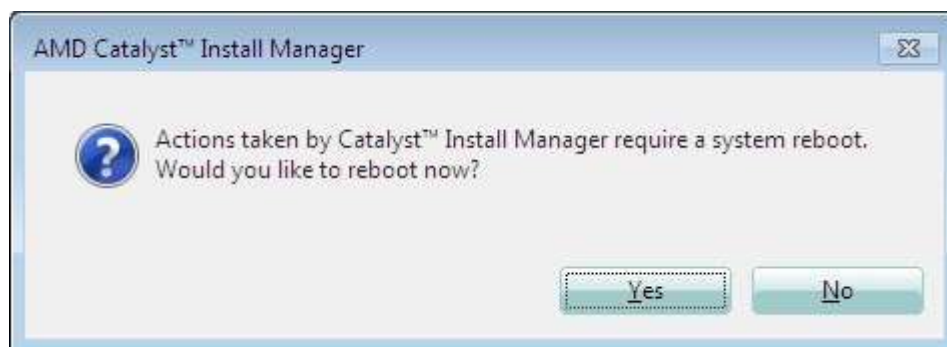 AMD Catalyst™ Install Manager
Actions taken by Catalyst™ Install Manager require a system reboot.
Would you like to reboot now?
Yes
No